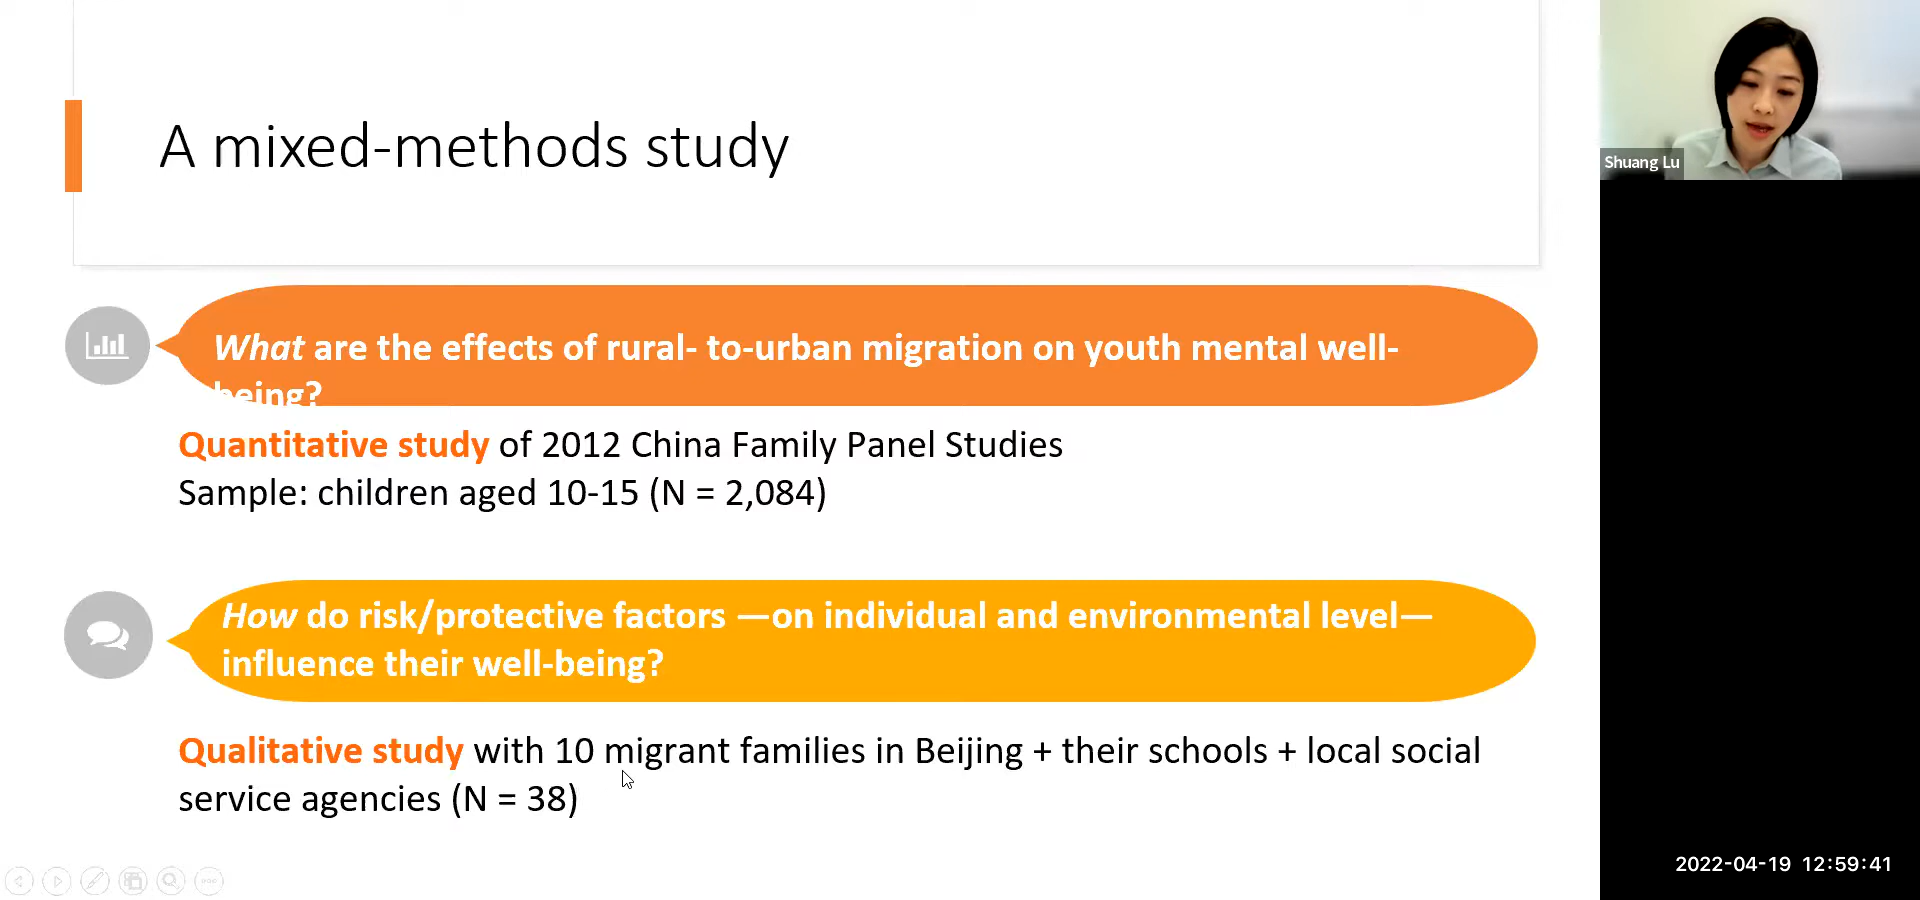 A mixed-methods study
What are the effects of rural- to-urban migration on youth mental well-
being?
Quantitative study of 2012 China Family Panel Studies
Sample: children aged 10-15 (N = 2,084)
How do risk/protective factors —on individual and environmental level—
influence their well-being?
Qualitative study with 10 migrant families in Beijing + their schools + local social
service agencies (N = 38)
Shuang Lu
2022-04-19 12:59:41